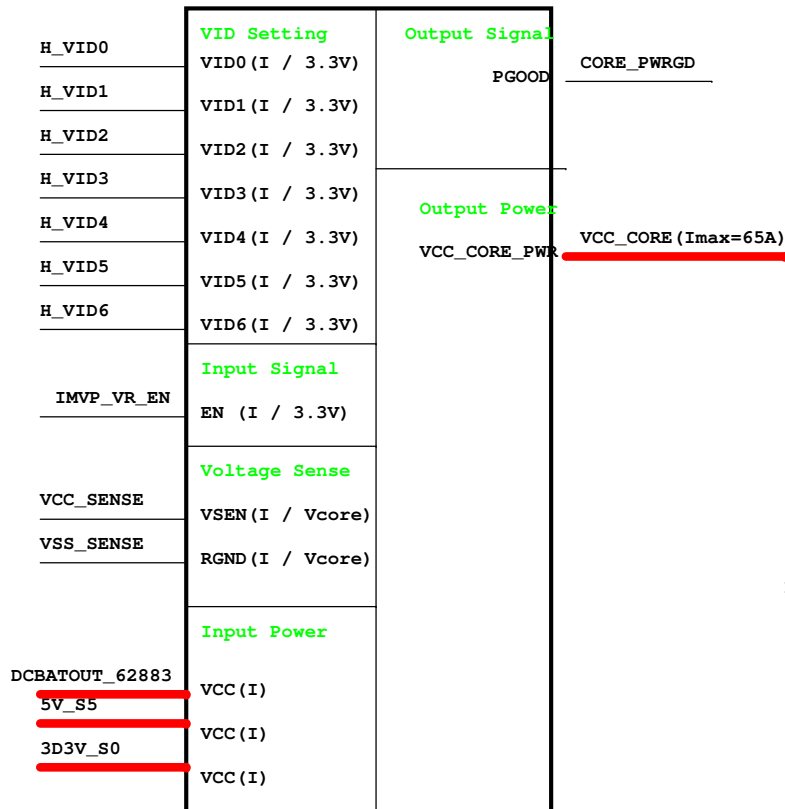 H_VID0
H_VID1
H_VID2
H_VID3
H_VID4
H_VID5
H_VID6
IMVP_VR_EN
VCC_SENSE
VSS_SENSE
DCBATOUT_62883
5V_S5
3D3V_S0
VID Setting
VID0(I / 3.3V)
VID1(I / 3.3V)
VID2(I / 3.3V)
VID3(I / 3.3V)
VID4(I / 3.3V)
VID5(I / 3.3V)
VID6(I / 3.3V)
Input Signal
EN (I / 3.3V)
Voltage Sense
VSEN(I / Vcore)
RGND(I / Vcore)
Input Power
VCC(I)
VCC(I)
VCC(I)
Output Signal
PGOOD
Output Power
VCC_CORE_PWR
CORE_PWRGD
VCC_CORE(Imax=65A)